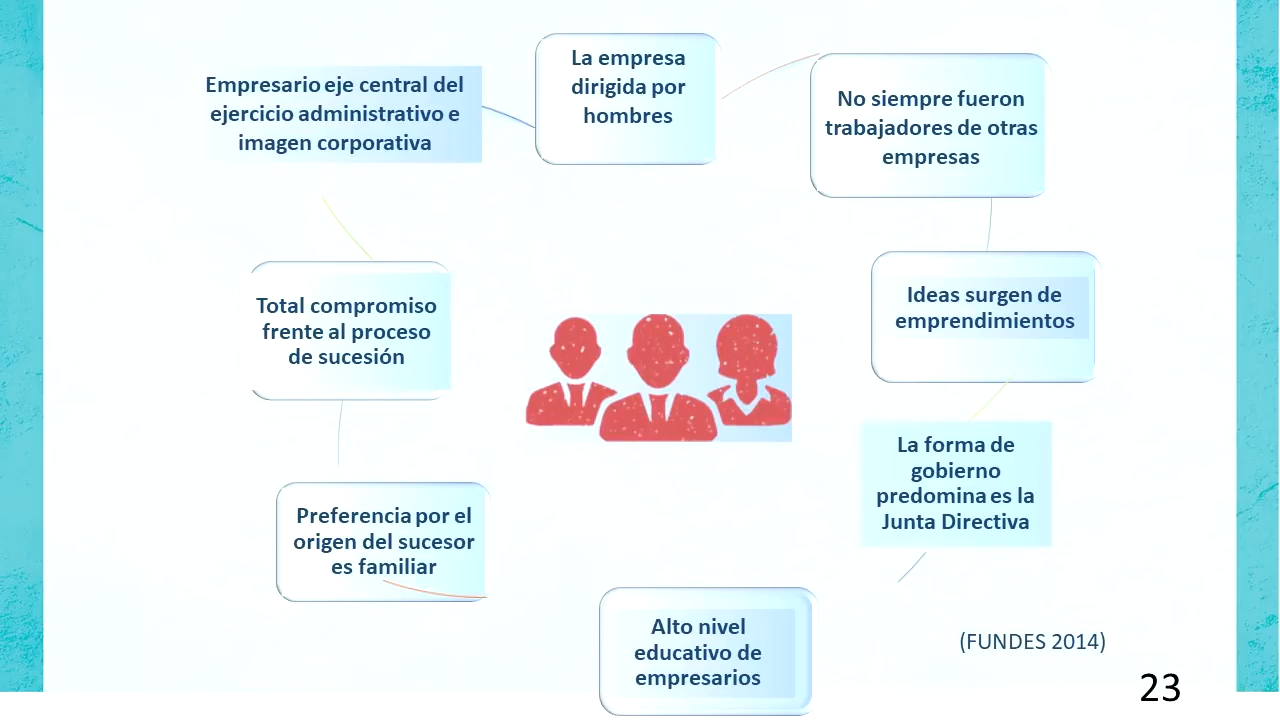 La empresa
dirigida por
hombres
No siempre fueron
trabajadores de otras
empresas
Ideas surgen de
emprendimientos
La forma de
gobierno
predomina es la
Junta Directiva
Alto nivel
educativo de
empresarios
Preferencia por el
origen del sucesor
es familiar
Total compromiso
frente al proceso
de sucesión
Empresario eje central del
ejercicio administrativo e
imagen corporativa
(FUNDES 2014)
23